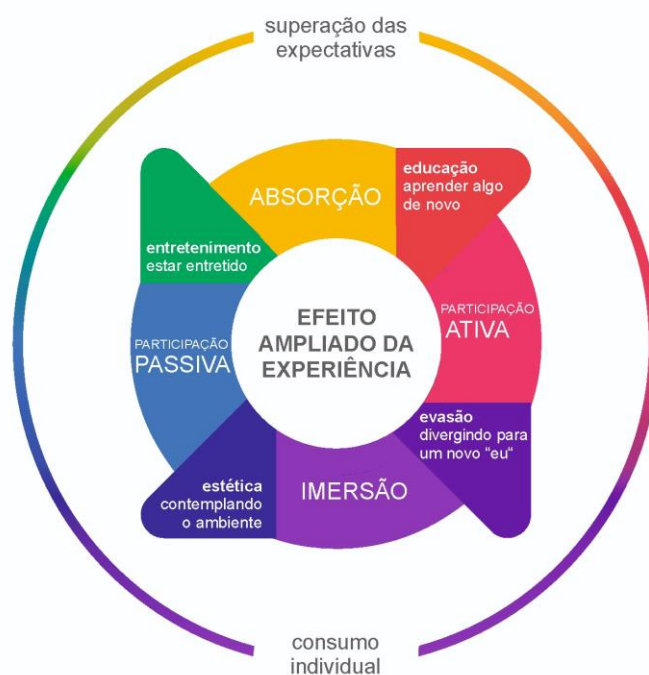 superação das
expectativas
ABSORÇÃO
educação
aprender algo
de novo
entretenimento
estar entretido
PARTICIPAÇÃO
ATIVA
EFEITO
AMPLIADO DA
EXPERIÊNCIA
PARTICIPAÇÃO
PASSIVA
evasão
divergindo para
um novo "eu"
estética
contemplando
o ambiente
IMERSÃO
consumo
individual